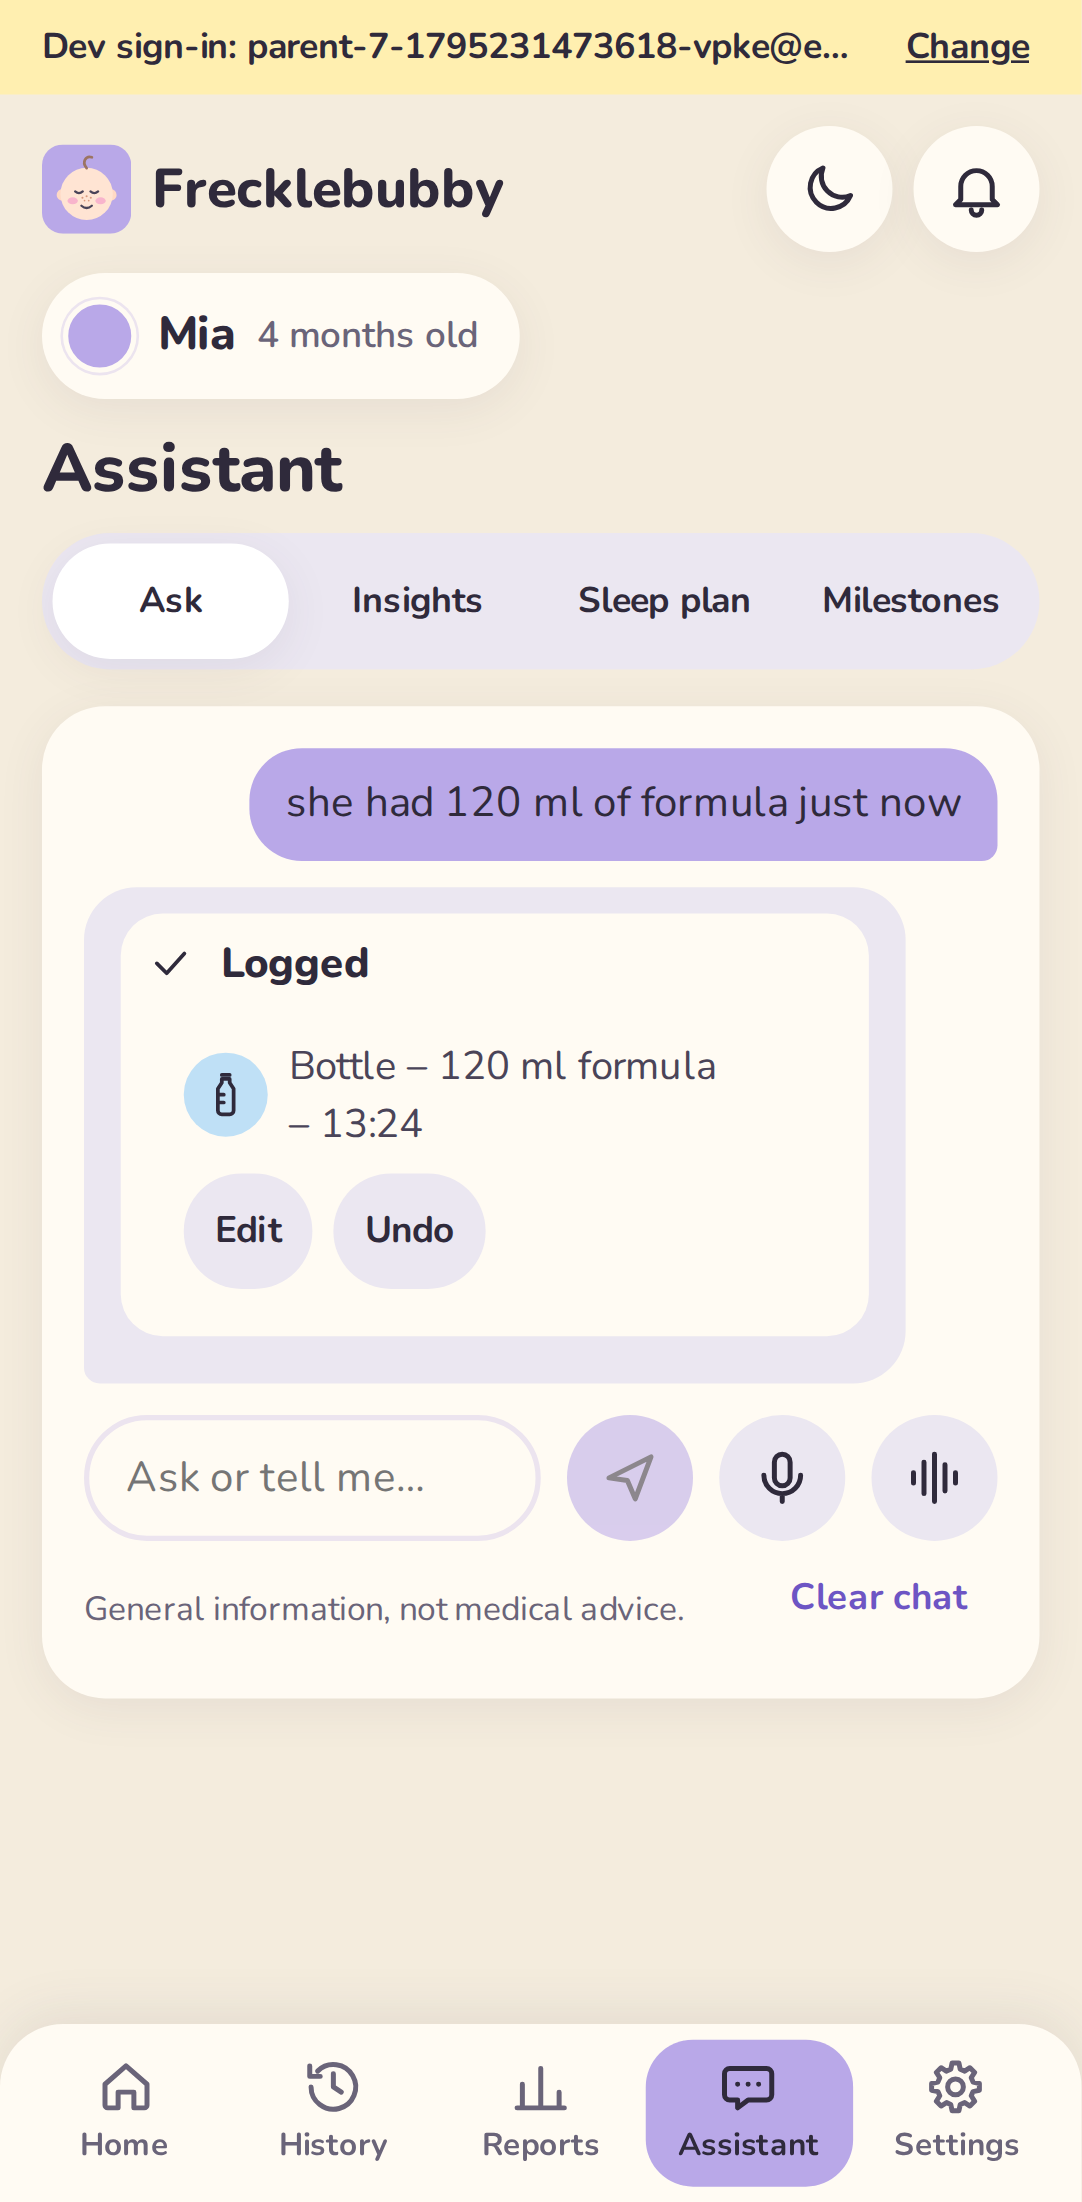 Dev sign-in: parent-7-1795231473618-vpke@e... Change
Frecklebubby
Mia 4 months old
Assistant
Ask Insights Sleep plan Milestones
she had 120 ml of formula just now
Logged
Bottle – 120 ml formula
– 13:24
Edit Undo
Ask or tell me...
General information, not medical advice. Clear chat
Home History Reports Assistant Settings